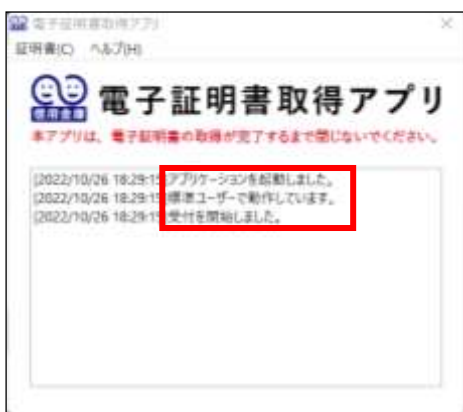 電子証明書取得アプリ
証明書(C) ヘルプ(H)
信用金庫
電子証明書取得アプリ
本アプリは、電子証明書の取得が完了するまで閉じないでください。
[2022/10/26 18:29:15 アプリケーションを起動しました。
[2022/10/26 18:29:15 標準ユーザーで動作しています。
[2022/10/26 18:29:15 受付を開始しました。